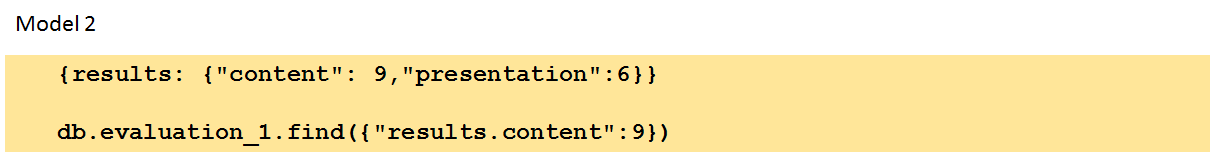 Model 2
{results: {"content": 9,"presentation":6}}
db.evaluation_1.find({"results.content":9})